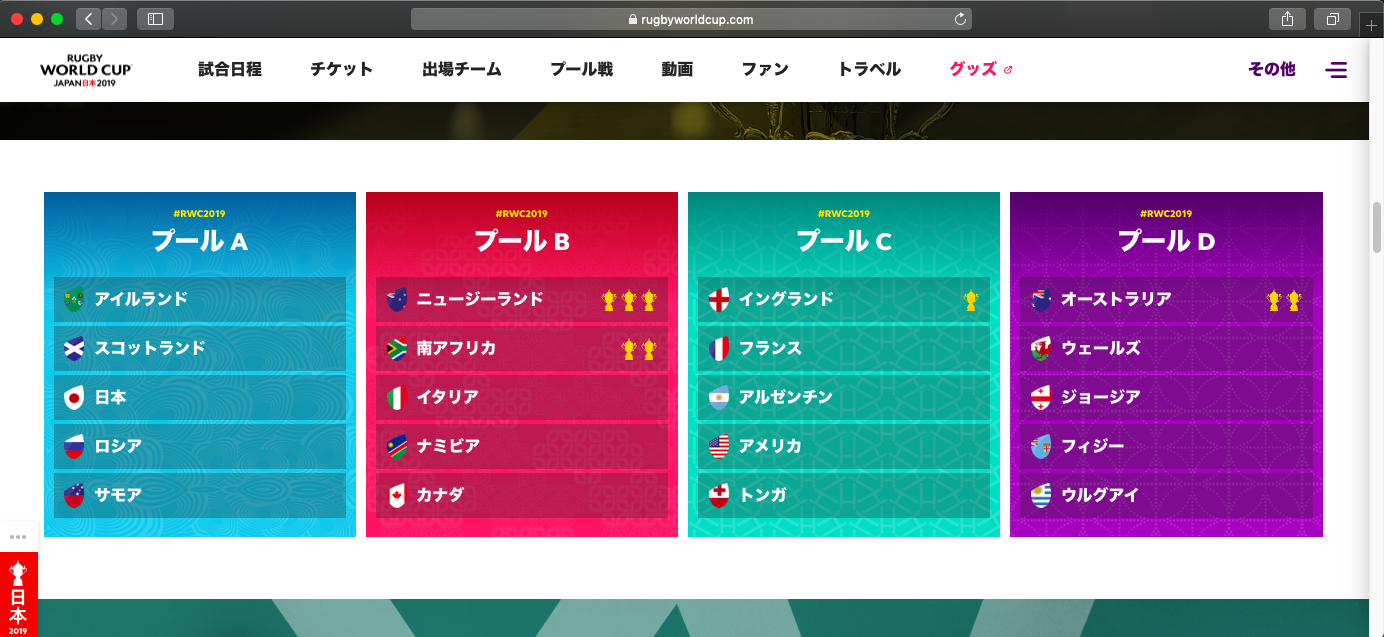 rugbyworldcup.com
RUGBY
WORLD CUP
JAPAN日本2019
試合日程
チケット
出場チーム
プール戦
動画
ファン
トラベル
グッズ
その他
#RWC2019
プール A
アイルランド
スコットランド
日本
ロシア
サモア
#RWC2019
プール B
ニュージーランド
南アフリカ
イタリア
ナミビア
カナダ
#RWC2019
プール C
イングランド
フランス
アルゼンチン
アメリカ
トンガ
#RWC2019
プール D
オーストラリア
ウェールズ
ジョージア
フィジー
ウルグアイ
日本
2019